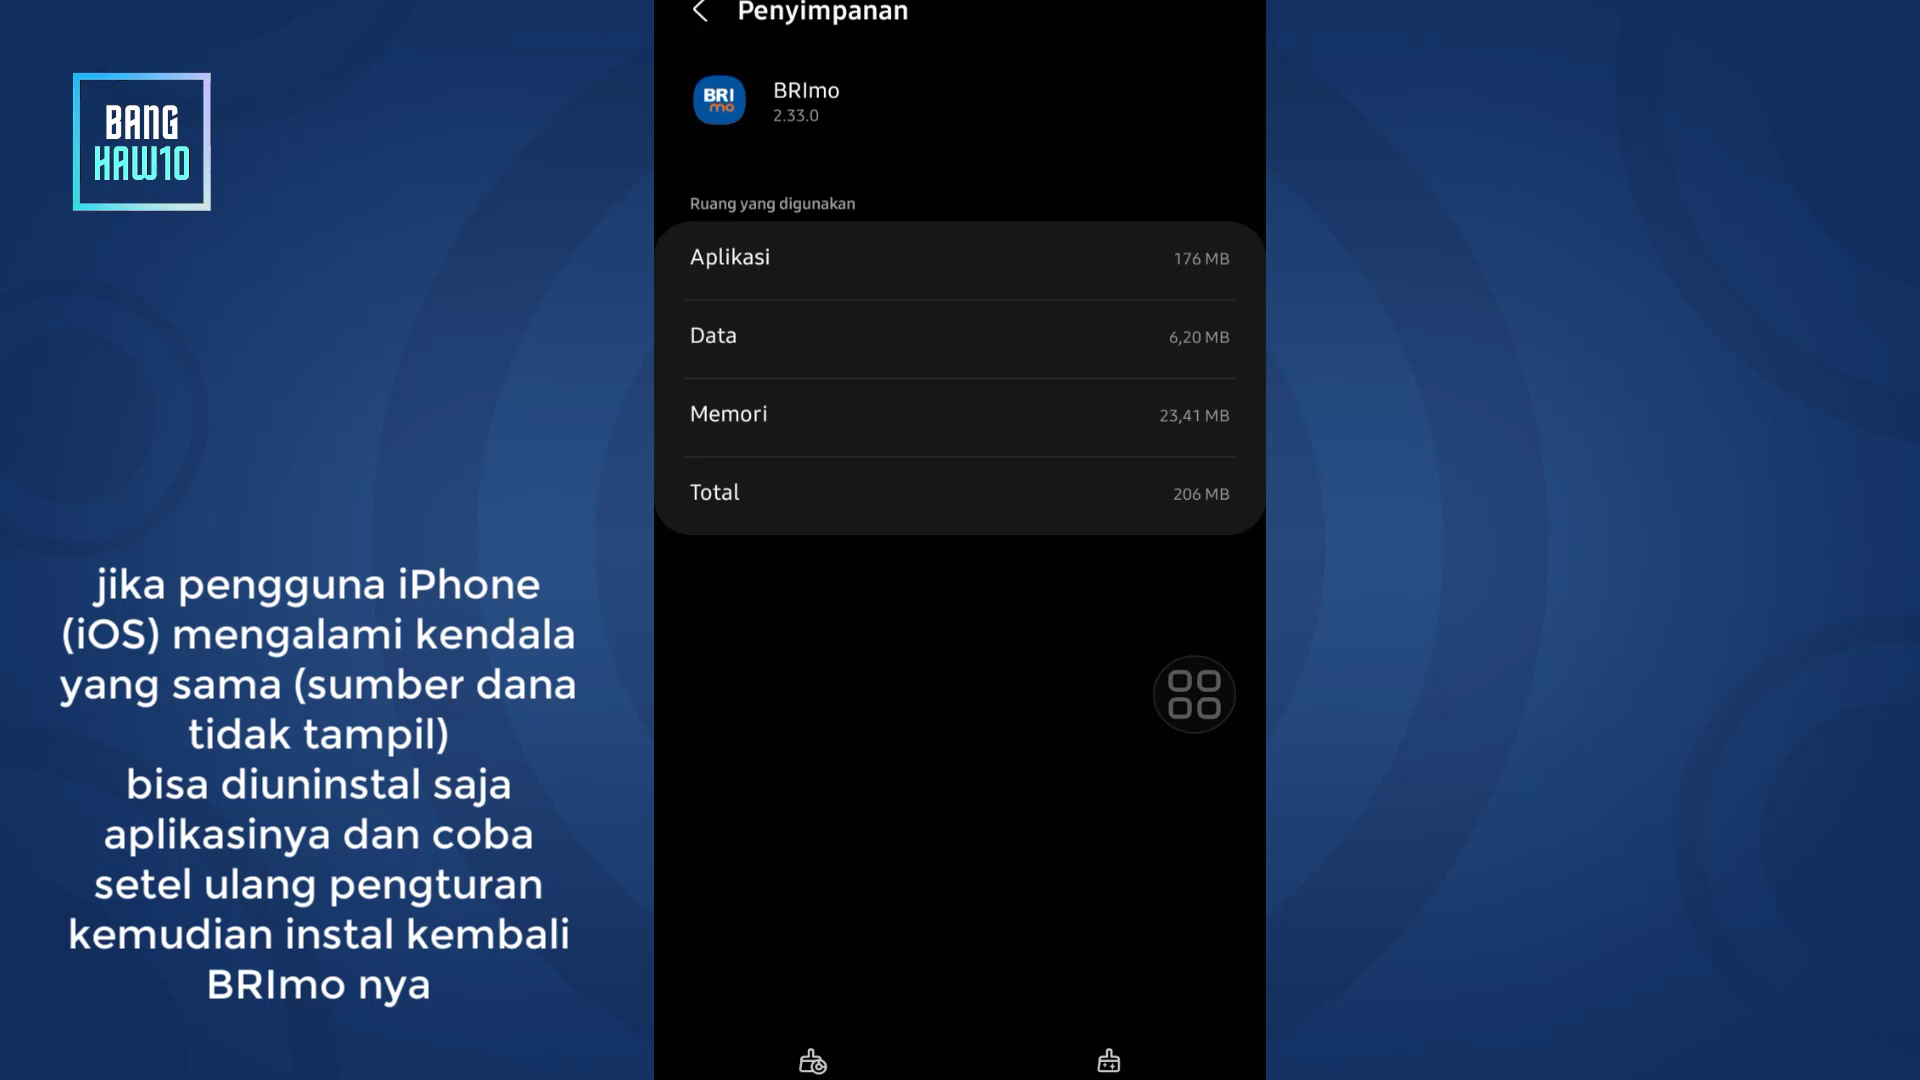 Penyimpanan
BANG
HAW10
BRI
mo
BRImo
2.33.0
Ruang yang digunakan
Aplikasi 176 MB
Data 6,20 MB
Memori 23,41 MB
Total 206 MB
jika pengguna iPhone
(iOS) mengalami kendala
yang sama (sumber dana
tidak tampil)
bisa diuninstal saja
aplikasinya dan coba
setel ulang pengturan
kemudian instal kembali
BRImo nya